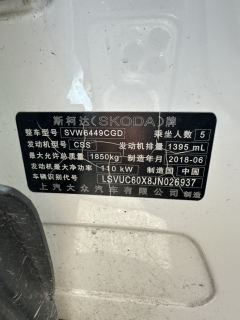 斯柯达(SKODA)牌
整车型号 SVW6449CGD 乘坐人数 5
发动机型号 CSS 发动机排量 1395 mL
最大允许总质量 1850kg 制造年月 2018-06
发动机最大净功率 110 kW 制造国 中国
车辆识别代号 LSVUC60X8JN026937
上汽大众汽车有限公司 制造